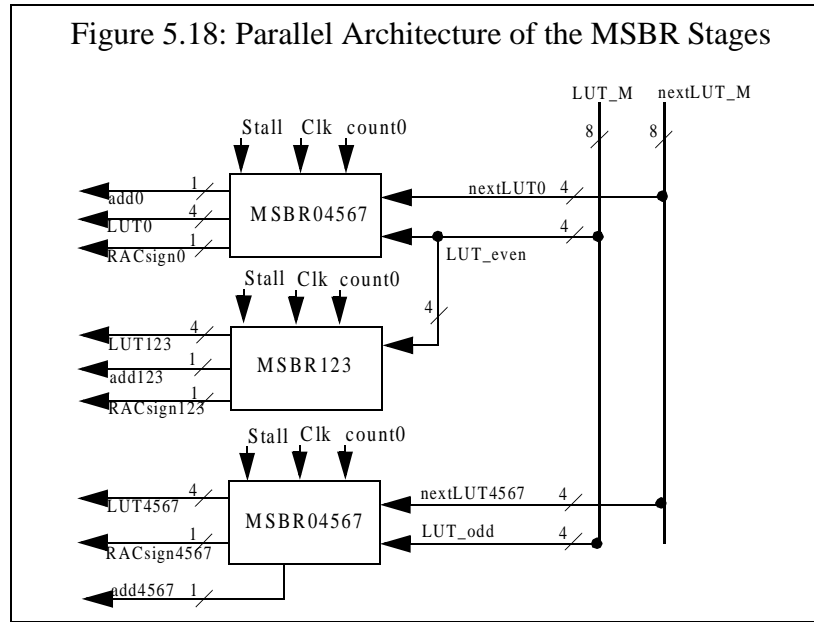 Figure 5.18: Parallel Architecture of the MSBR Stages
LUT_M nextLUT_M
8 8
Stall Clk count0
add0 1
LUT0 4
RACsign0 1
MSBR04567
nextLUT0 4
LUT_even 4
4
Stall Clk count0
LUT123 4
add123 1
RACsign123 1
MSBR123
Stall Clk count0
LUT4567 4
RACsign4567 1
add4567 1
MSBR04567
nextLUT4567 4
LUT_odd 4